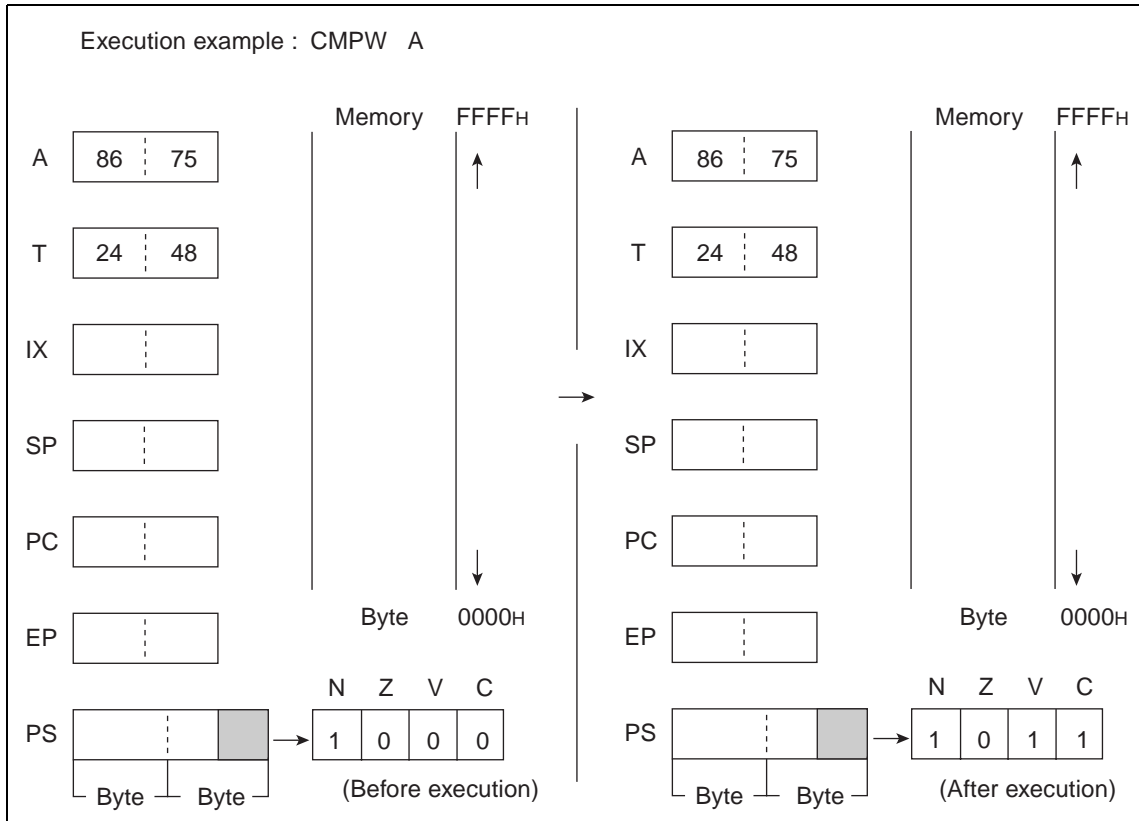 Execution example : CMPW A
Memory FFFFH
A 86 75
T 24 48
IX
SP
PC
EP
Byte 0000H
N Z V C
PS 1 0 0 0
Byte Byte
(Before execution)
Memory FFFFH
A 86 75
T 24 48
IX
SP
PC
EP
Byte 0000H
N Z V C
PS 1 0 1 1
Byte Byte
(After execution)